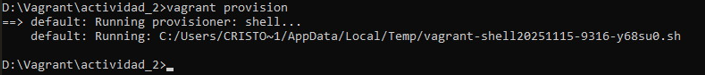 D:\Vagrant\actividad_2>vagrant provision
==> default: Running provisioner: shell...
    default: Running: C:/Users/CRISTO~1/AppData/Local/Temp/vagrant-shell20251115-9316-y68su0.sh
D:\Vagrant\actividad_2>